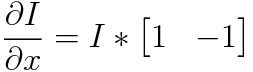 ∂I/∂x = I * [1 −1]